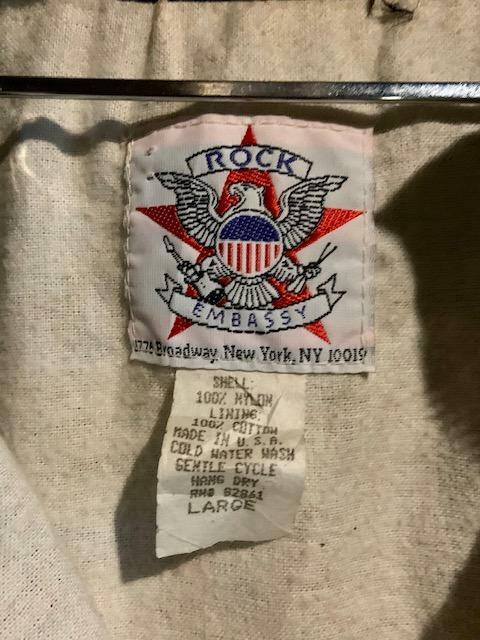 ROCK
EMBASSY
1776 Broadway, New York, NY 10019
SHELL:
100% NYLON
LINING:
100% COTTON
MADE IN U.S.A.
COLD WATER WASH
GENTLE CYCLE
HANG DRY
RN# 82861
LARGE